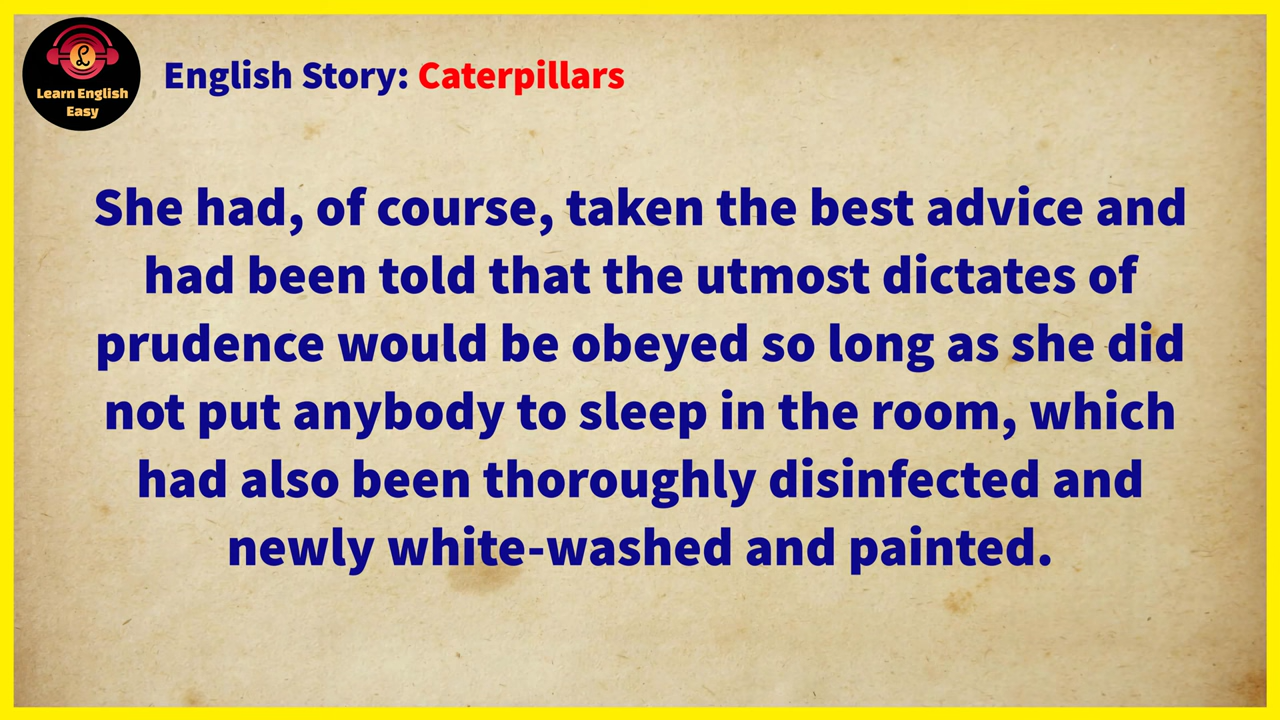 Learn English
Easy
English Story: Caterpillars
She had, of course, taken the best advice and
had been told that the utmost dictates of
prudence would be obeyed so long as she did
not put anybody to sleep in the room, which
had also been thoroughly disinfected and
newly white-washed and painted.